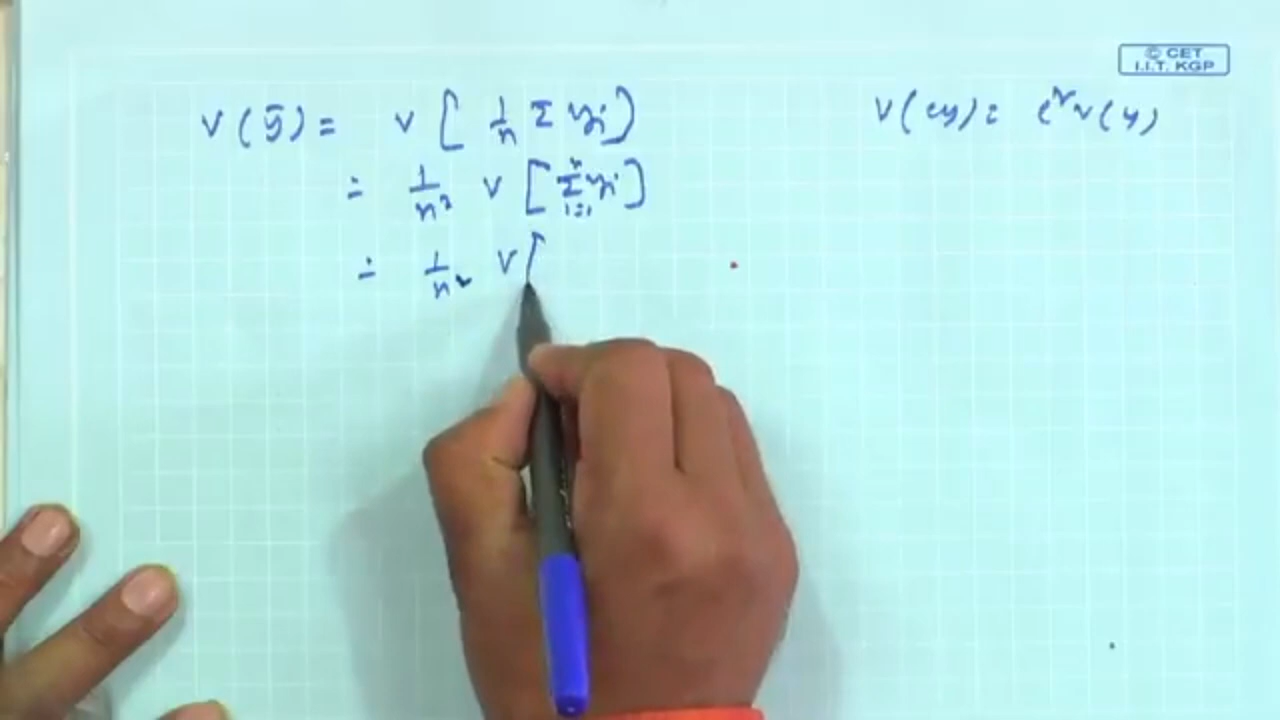 © CET
I.I.T. KGP
V(ȳ) = V[1/n Σ yi]
V(cy) = c² V(y)
= 1/n² V[Σ_{i=1}^{n} yi]
= 1/n² V[